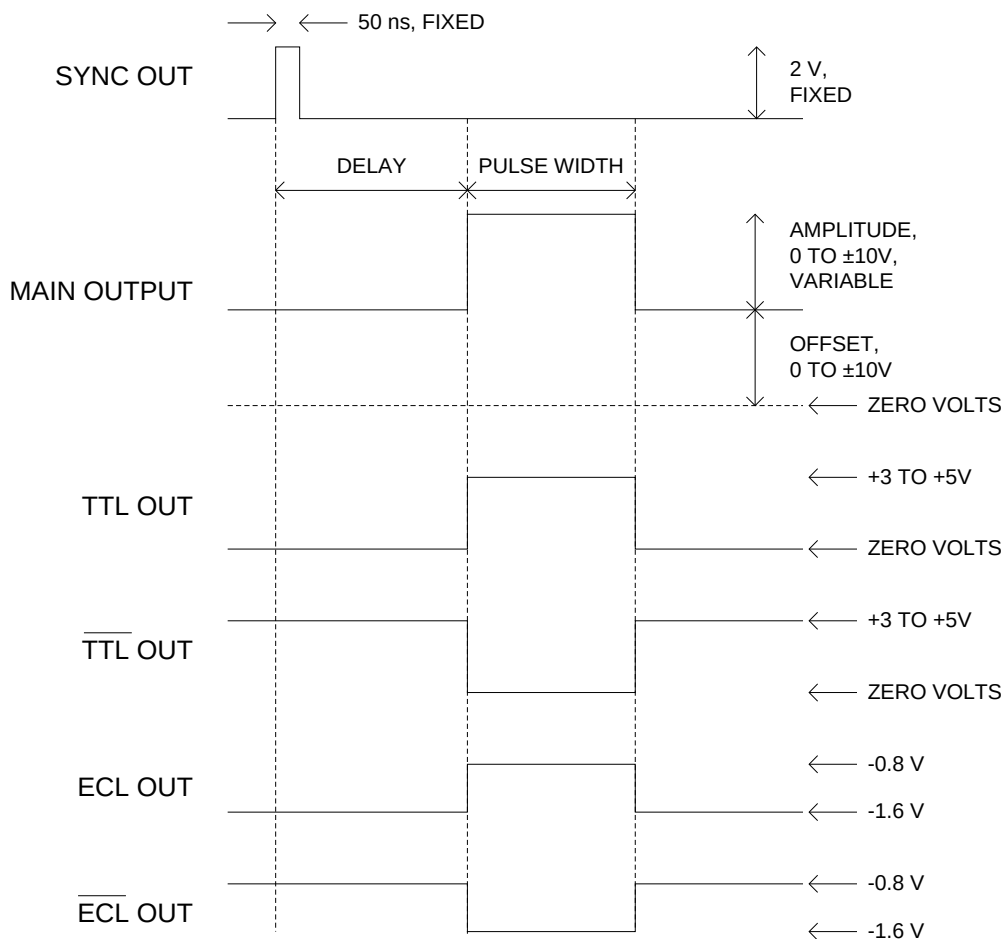 50 ns, FIXED
SYNC OUT
2 V,
FIXED
DELAY
PULSE WIDTH
AMPLITUDE,
0 TO ±10V,
VARIABLE
MAIN OUTPUT
OFFSET,
0 TO ±10V
ZERO VOLTS
+3 TO +5V
TTL OUT
ZERO VOLTS
+3 TO +5V
TTL OUT
ZERO VOLTS
-0.8 V
ECL OUT
-1.6 V
-0.8 V
ECL OUT
-1.6 V